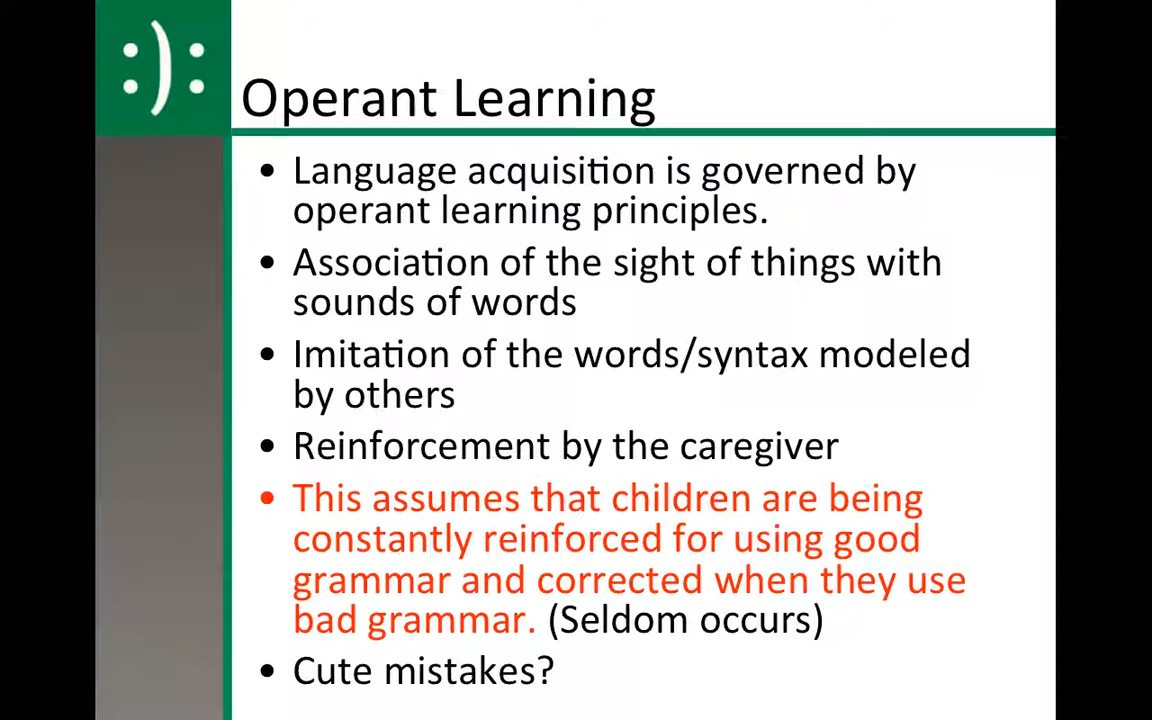 :):
Operant Learning
• Language acquisition is governed by
operant learning principles.
• Association of the sight of things with
sounds of words
• Imitation of the words/syntax modeled
by others
• Reinforcement by the caregiver
• This assumes that children are being
constantly reinforced for using good
grammar and corrected when they use
bad grammar. (Seldom occurs)
• Cute mistakes?